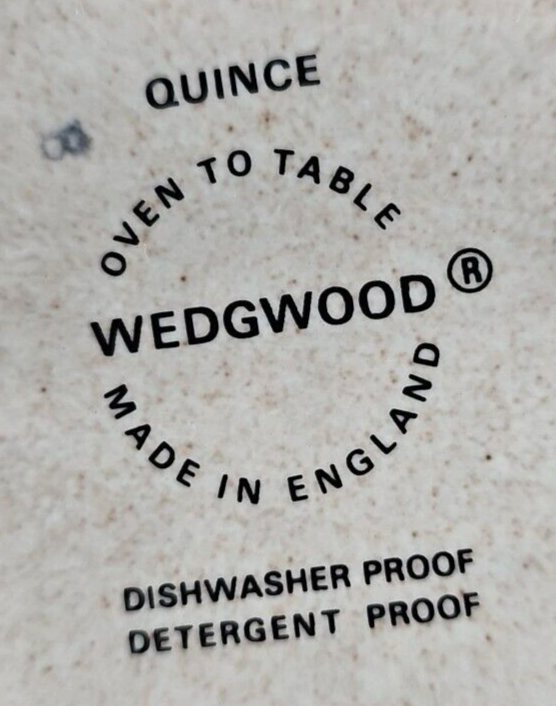 QUINCE
OVEN TO TABLE
WEDGWOOD ®
MADE IN ENGLAND
DISHWASHER PROOF
DETERGENT PROOF